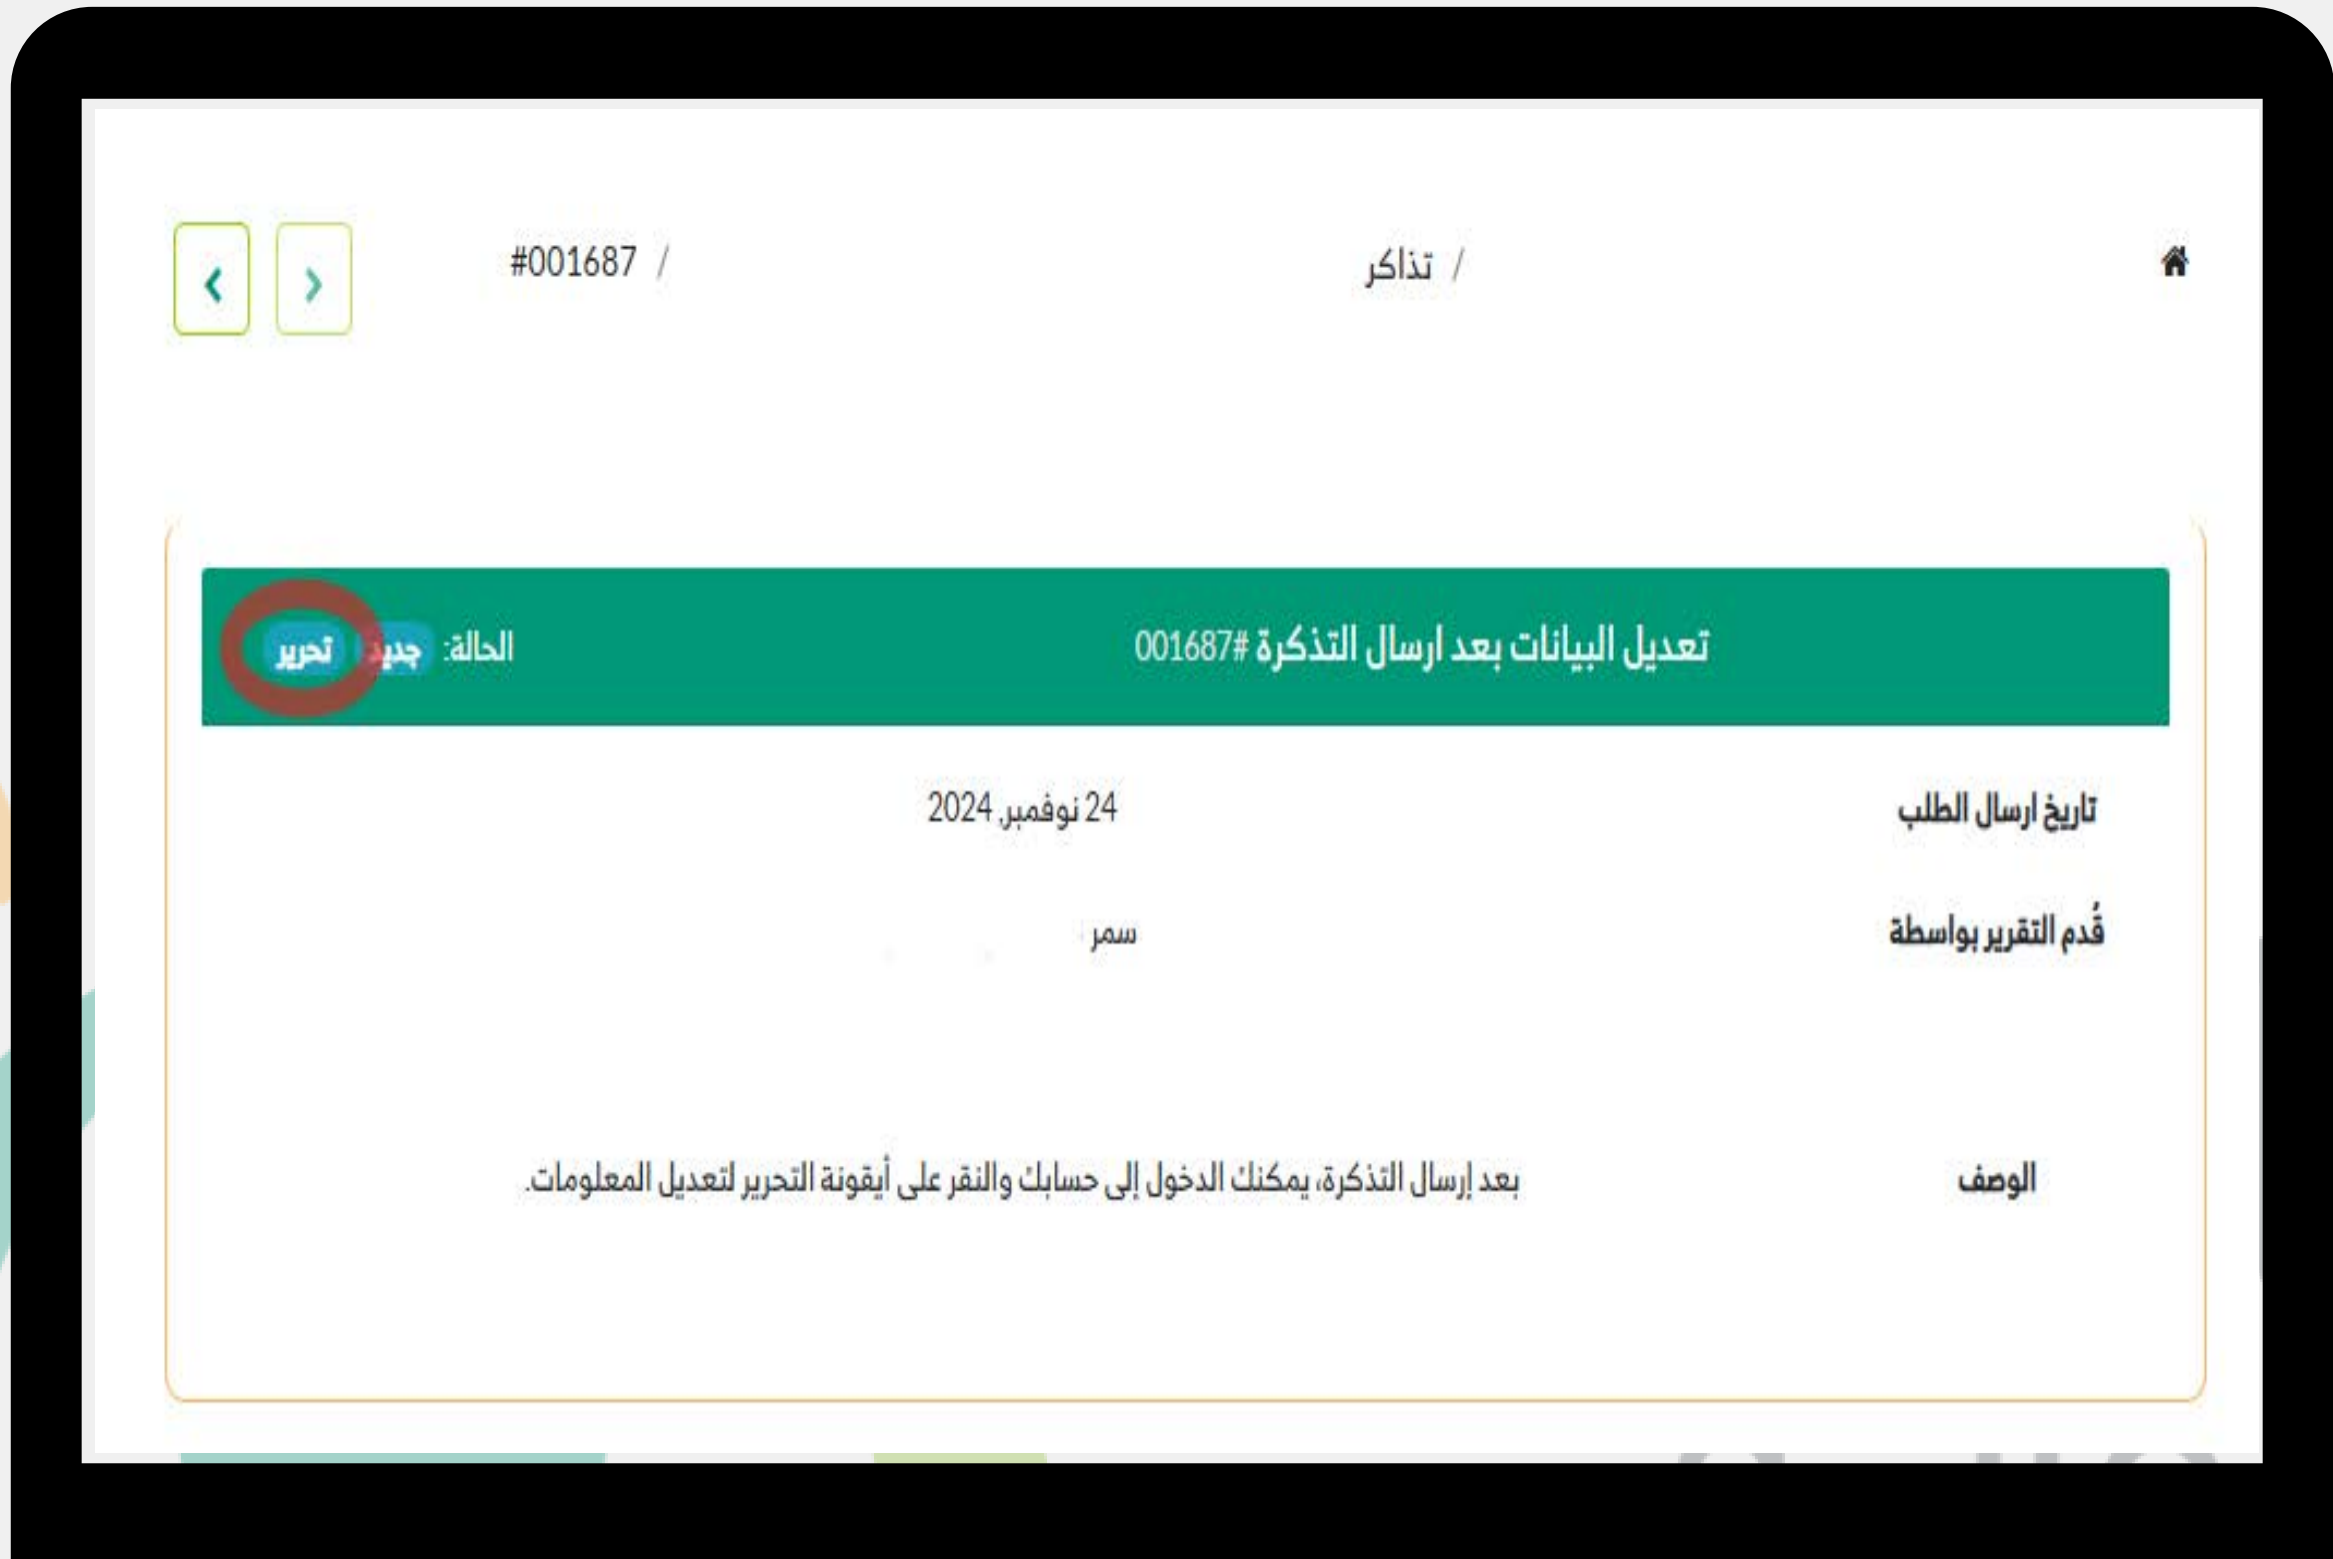 / تذاكر
/ #001687
تعديل البيانات بعد ارسال التذكرة #001687
الحالة: جديد تحرير
تاريخ ارسال الطلب
24 نوفمبر, 2024
قُدم التقرير بواسطة
سمر
الوصف
بعد إرسال التذكرة، يمكنك الدخول إلى حسابك والنقر على أيقونة التحرير لتعديل المعلومات.